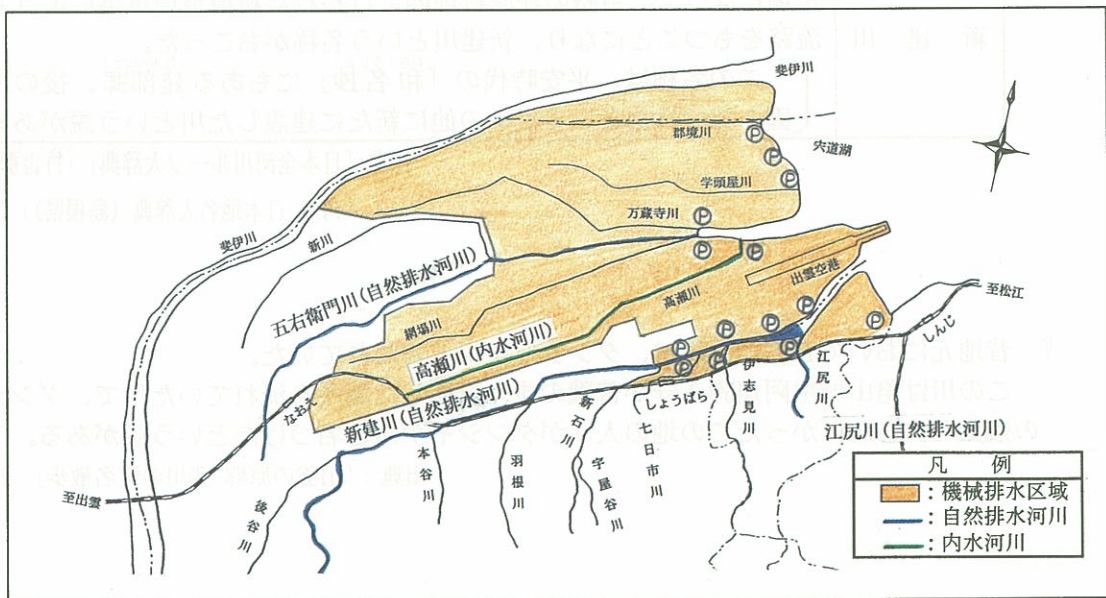 斐伊川
郡境川
宍道湖
学頭屋川
万蔵寺川
斐伊川
新川
五右衛門川(自然排水河川)
出雲空港
高瀬川
網場川
高瀬川(内水河川)
至松江
しんじ
新建川(自然排水河川)
なおえ
しょうばら
伊志見川
江尻川
江尻川(自然排水河川)
新石川
七日市川
本谷川
羽根川
宇屋谷川
後谷川
至出雲
凡例
:機械排水区域
:自然排水河川
:内水河川
P
P
P
P
P
P
P
P
P
P
P
P
P